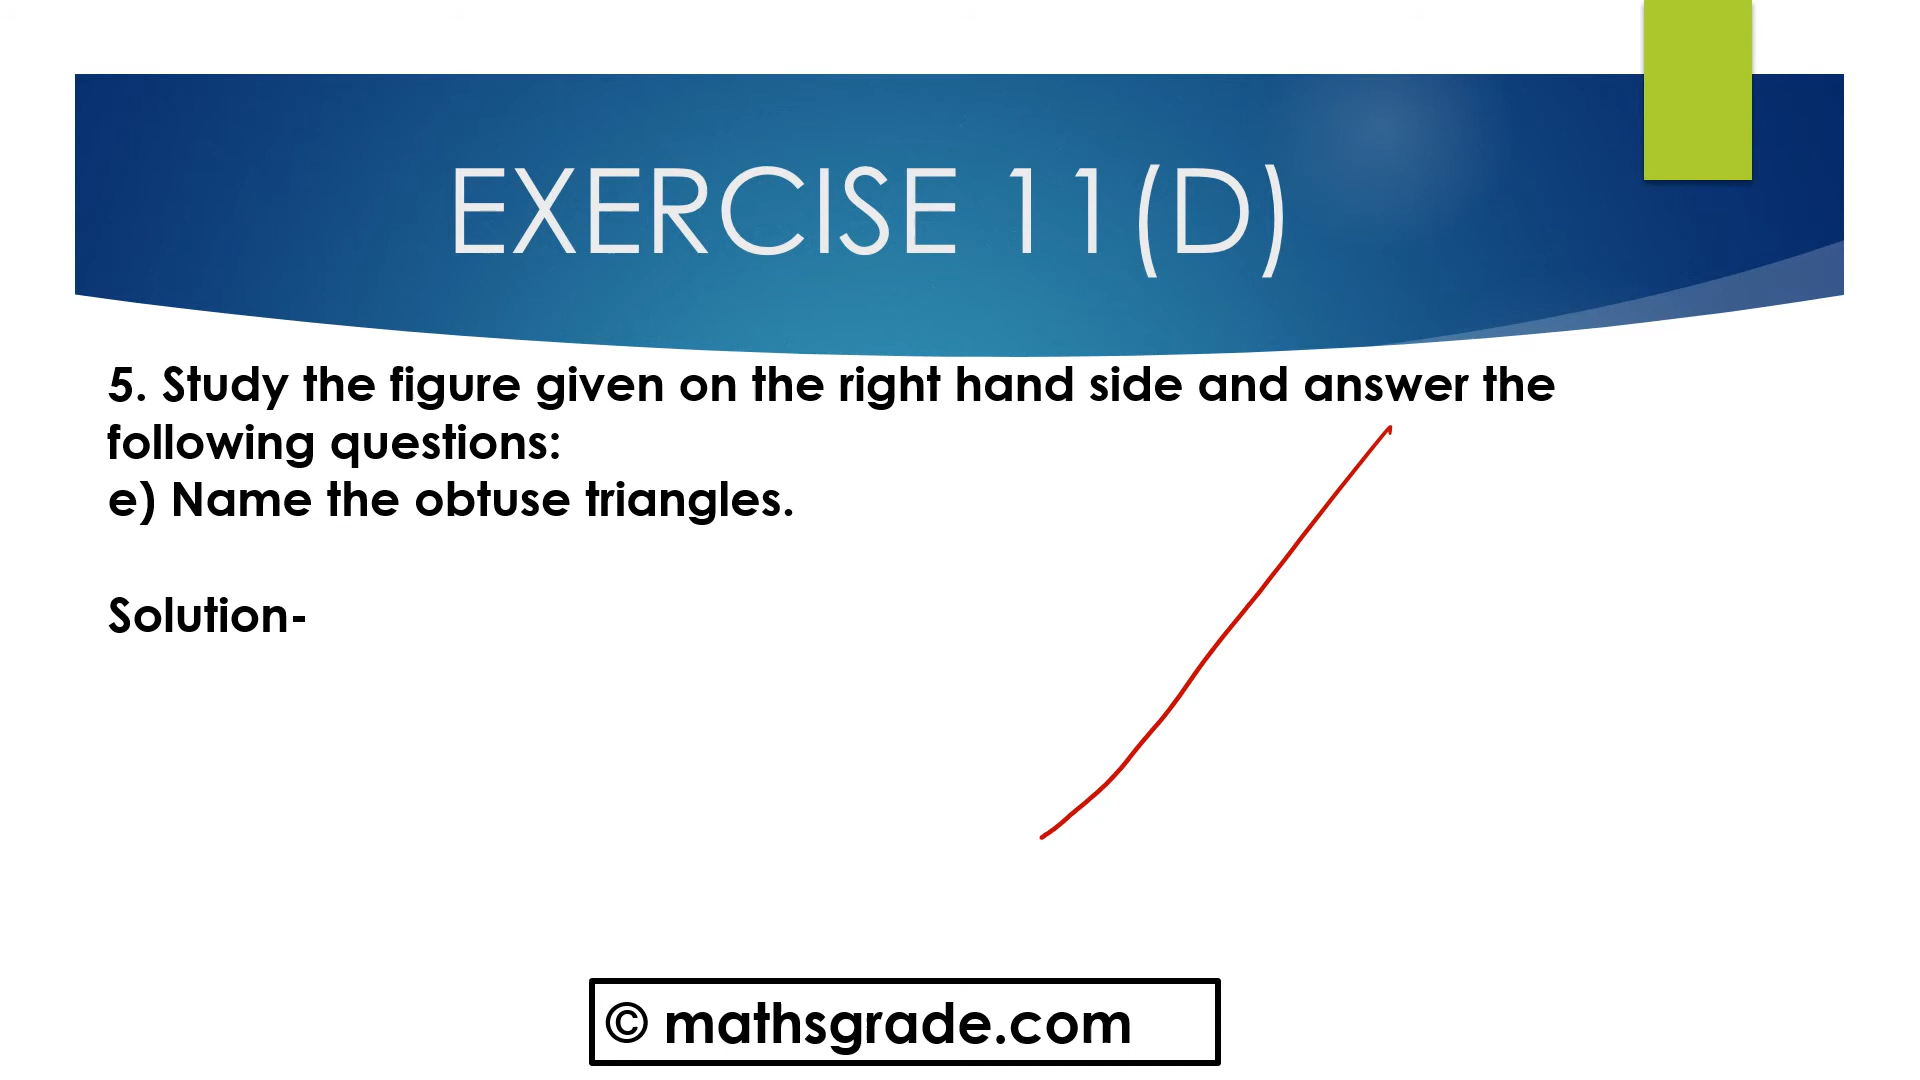 EXERCISE 11(D)
5. Study the figure given on the right hand side and answer the
following questions:
e) Name the obtuse triangles.
Solution-
© mathsgrade.com